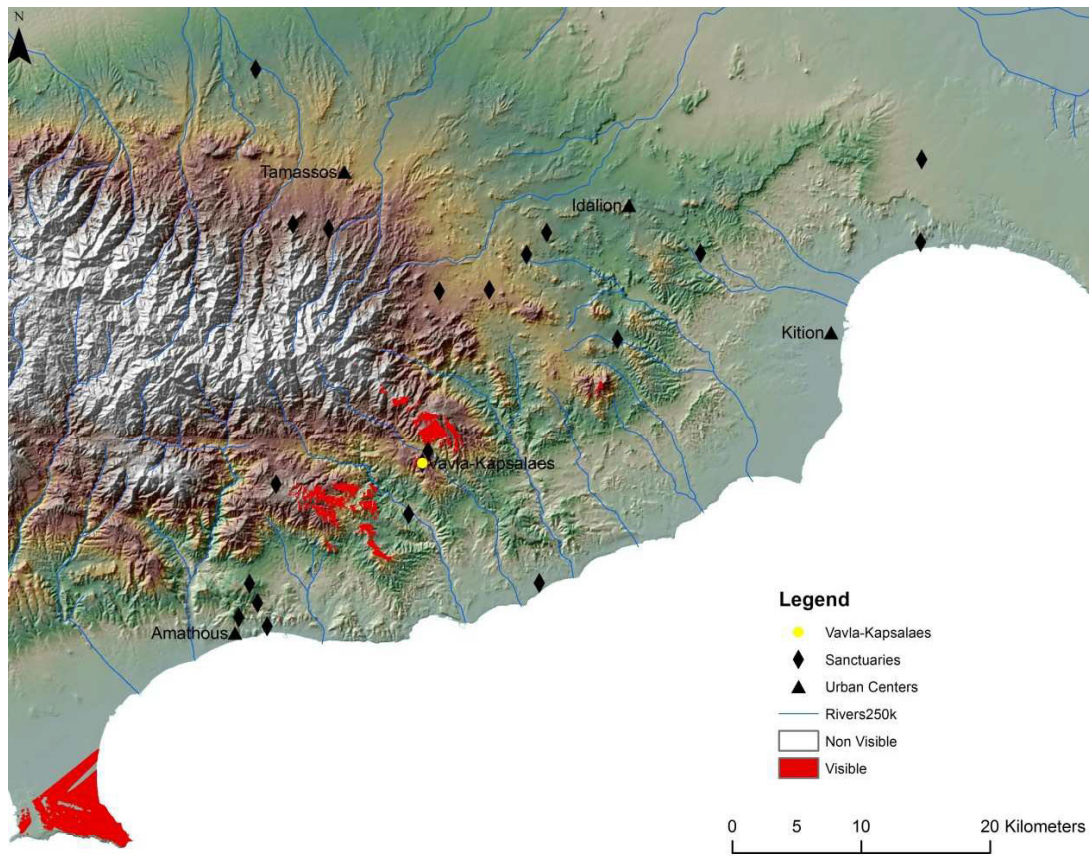 N
Tamassos
Idalion
Kition
Vavla-Kapsalaes
Amathous
Legend
Vavla-Kapsalaes
Sanctuaries
Urban Centers
Rivers250k
Non Visible
Visible
0 5 10 20 Kilometers